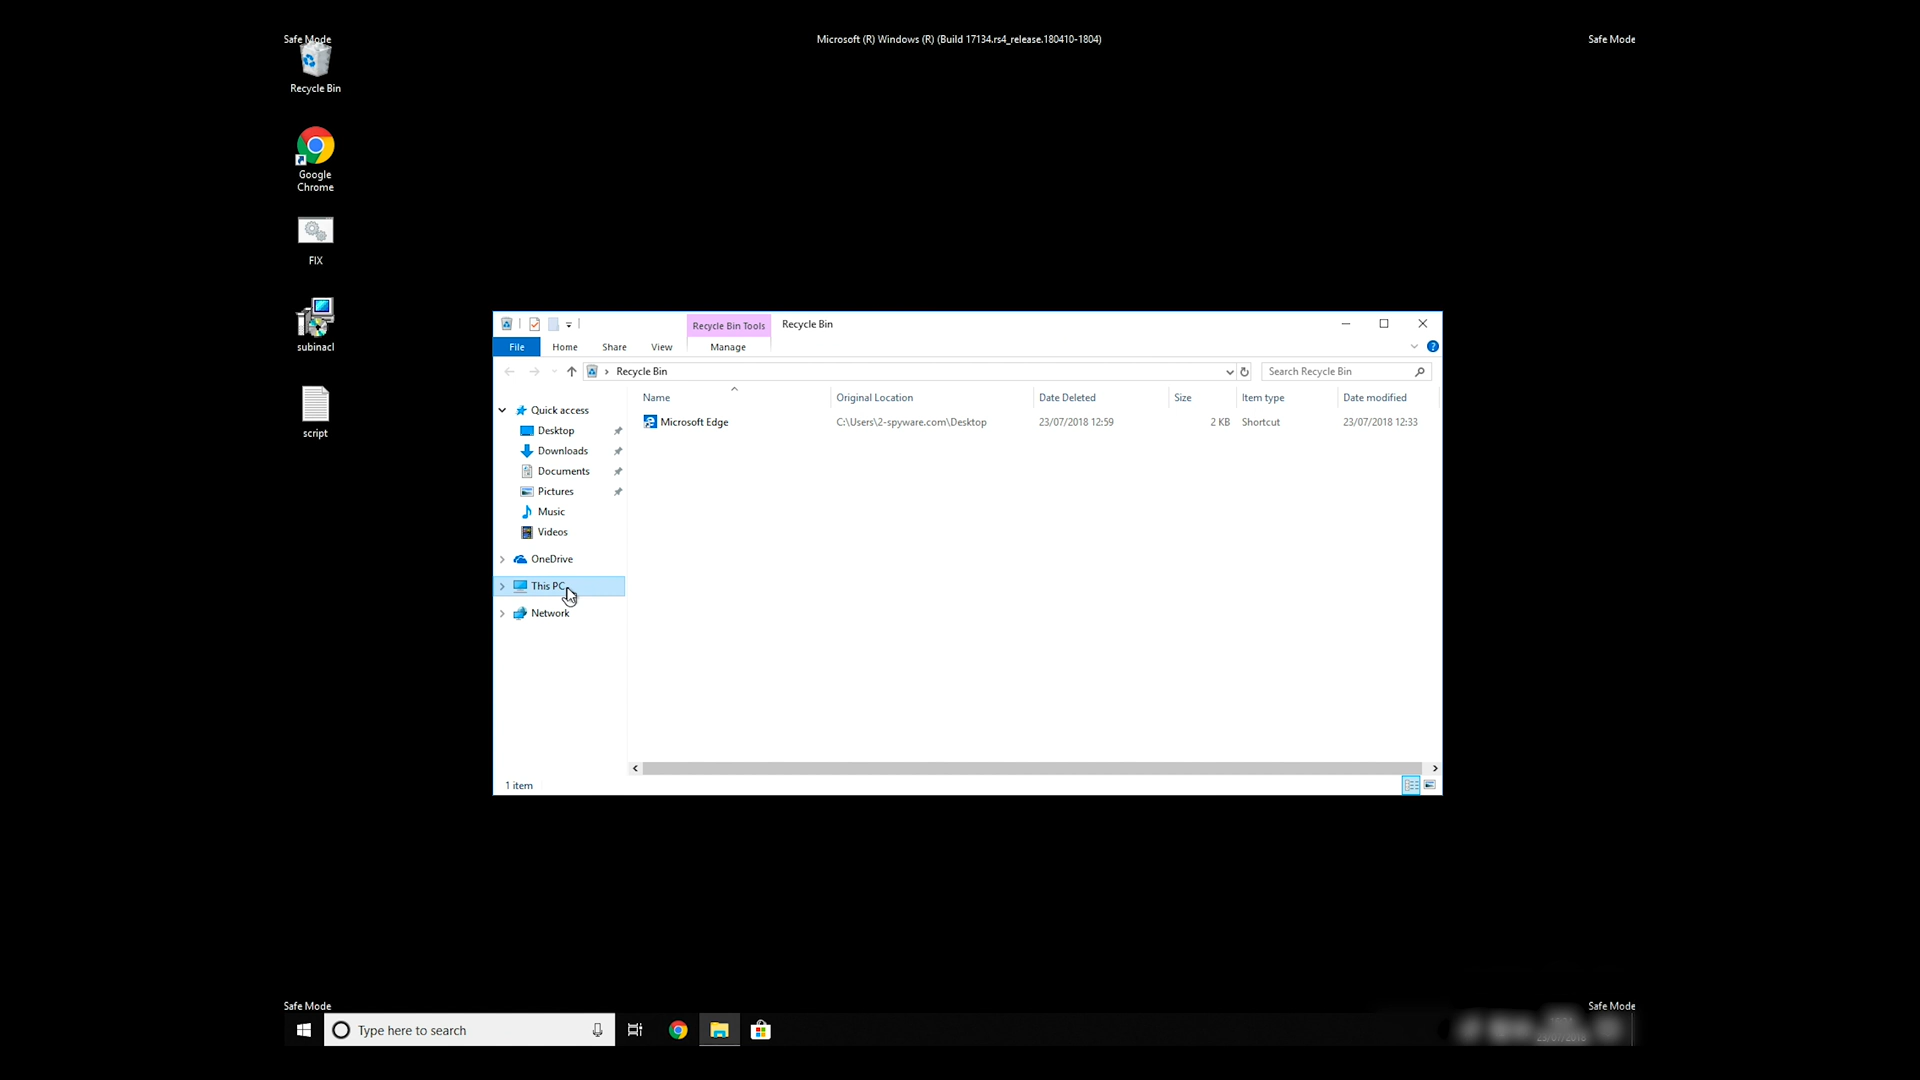 Safe Mode
Microsoft (R) Windows (R) (Build 17134.rs4_release.180410-1804)
Safe Mode
Recycle Bin
Google
Chrome
FIX
subinacl
script
Recycle Bin Tools
Recycle Bin
File
Home
Share
View
Manage
Recycle Bin
Search Recycle Bin
Name
Original Location
Date Deleted
Size
Item type
Date modified
Microsoft Edge
C:\Users\2-spyware.com\Desktop
23/07/2018 12:59
2 KB
Shortcut
23/07/2018 12:33
Quick access
Desktop
Downloads
Documents
Pictures
Music
Videos
OneDrive
This PC
Network
1 item
Safe Mode
Safe Mode
Type here to search
23/07/2018